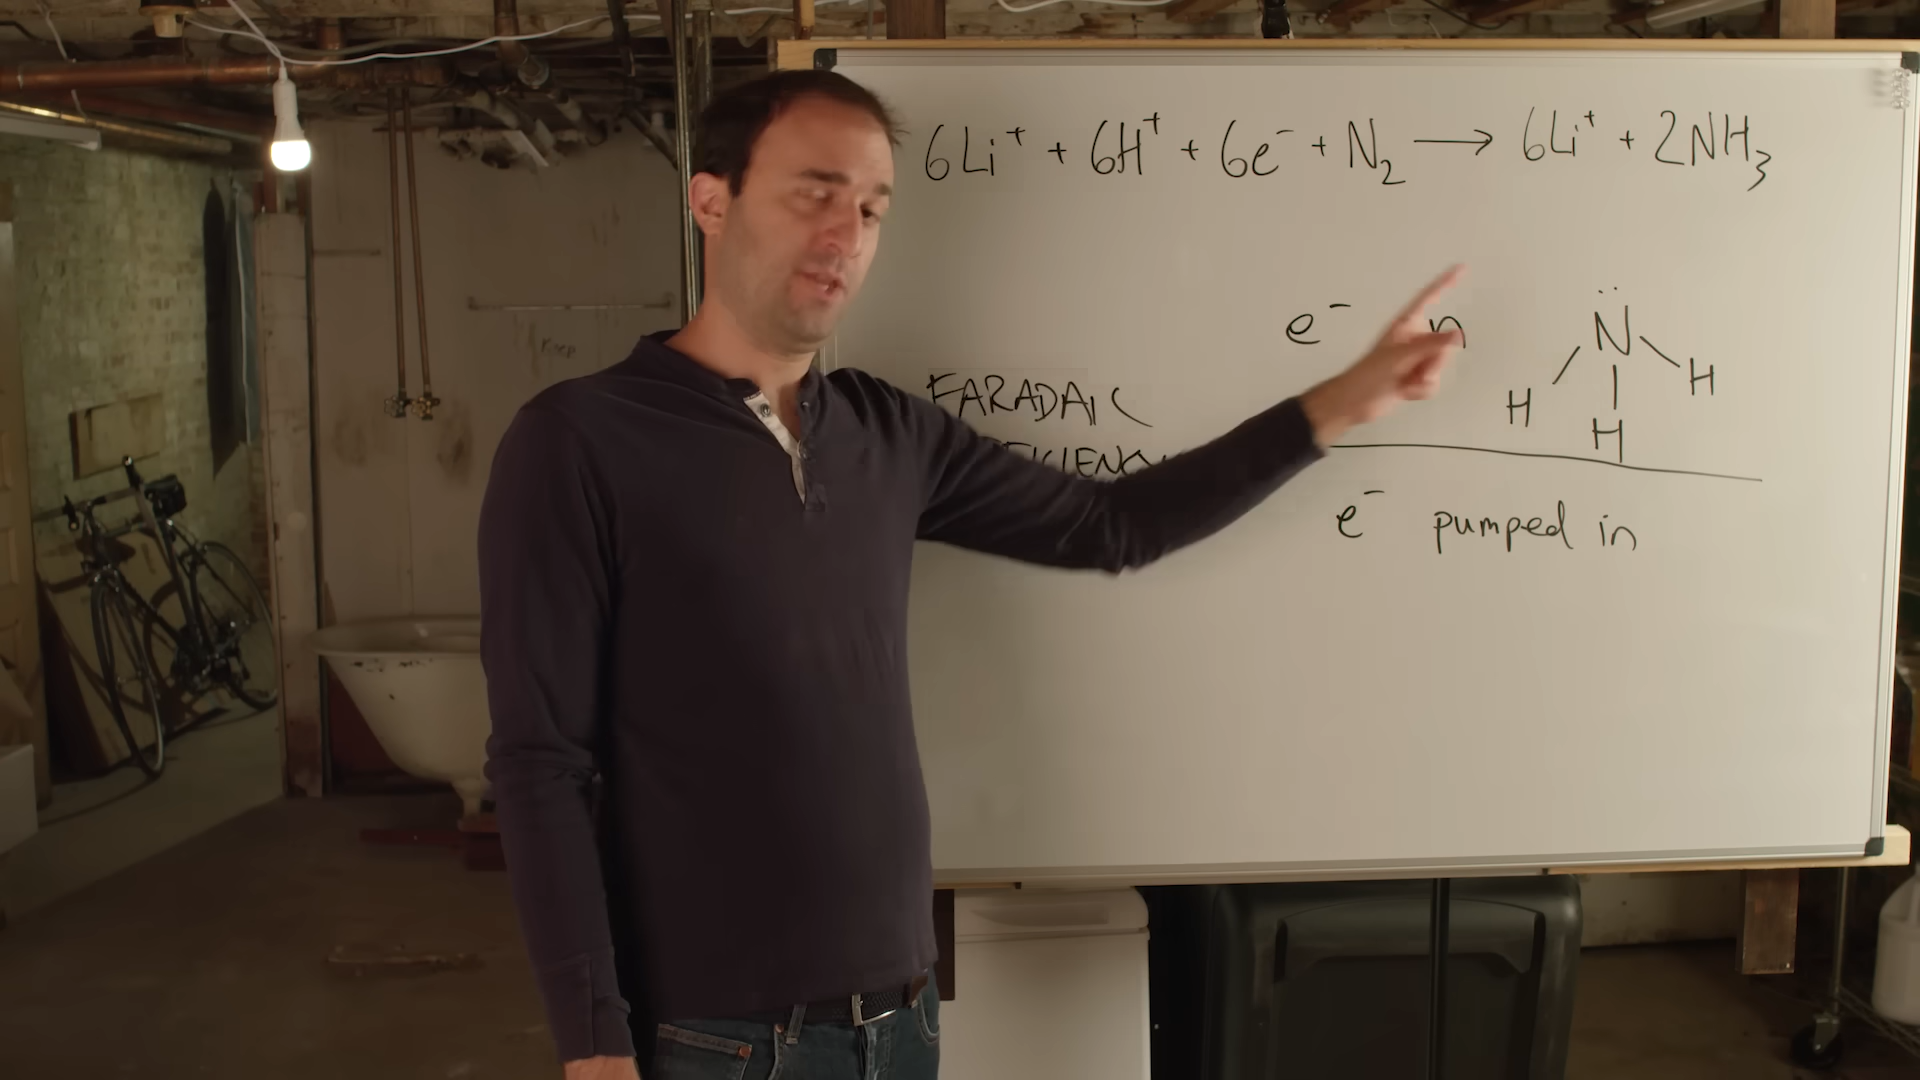 6Li⁺ + 6H⁺ + 6e⁻ + N₂ → 6Li⁺ + 2NH₃
e⁻
N
H H
H
FARADAIC
e⁻ pumped in